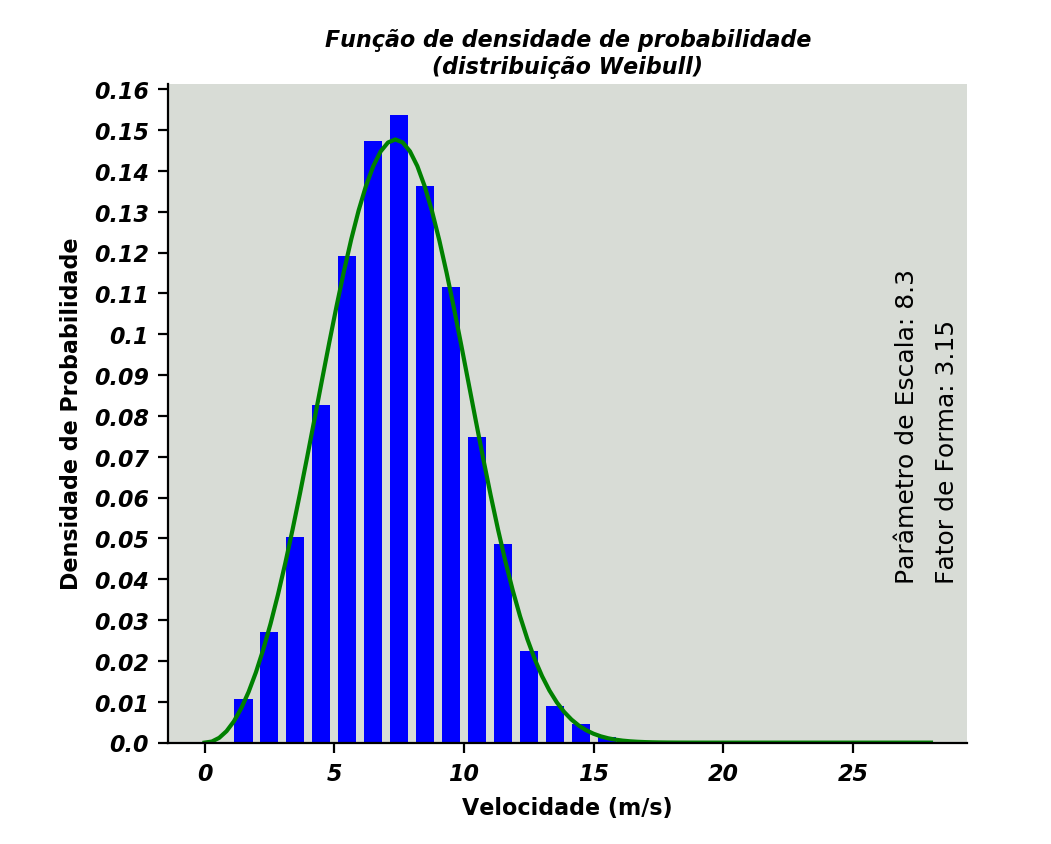 Função de densidade de probabilidade
(distribuição Weibull)
0.16
0.15
0.14
0.13
0.12
0.11
0.1
0.09
0.08
0.07
0.06
0.05
0.04
0.03
0.02
0.01
0.0
Densidade de Probabilidade
Parâmetro de Escala: 8.3
Fator de Forma: 3.15
0 5 10 15 20 25
Velocidade (m/s)